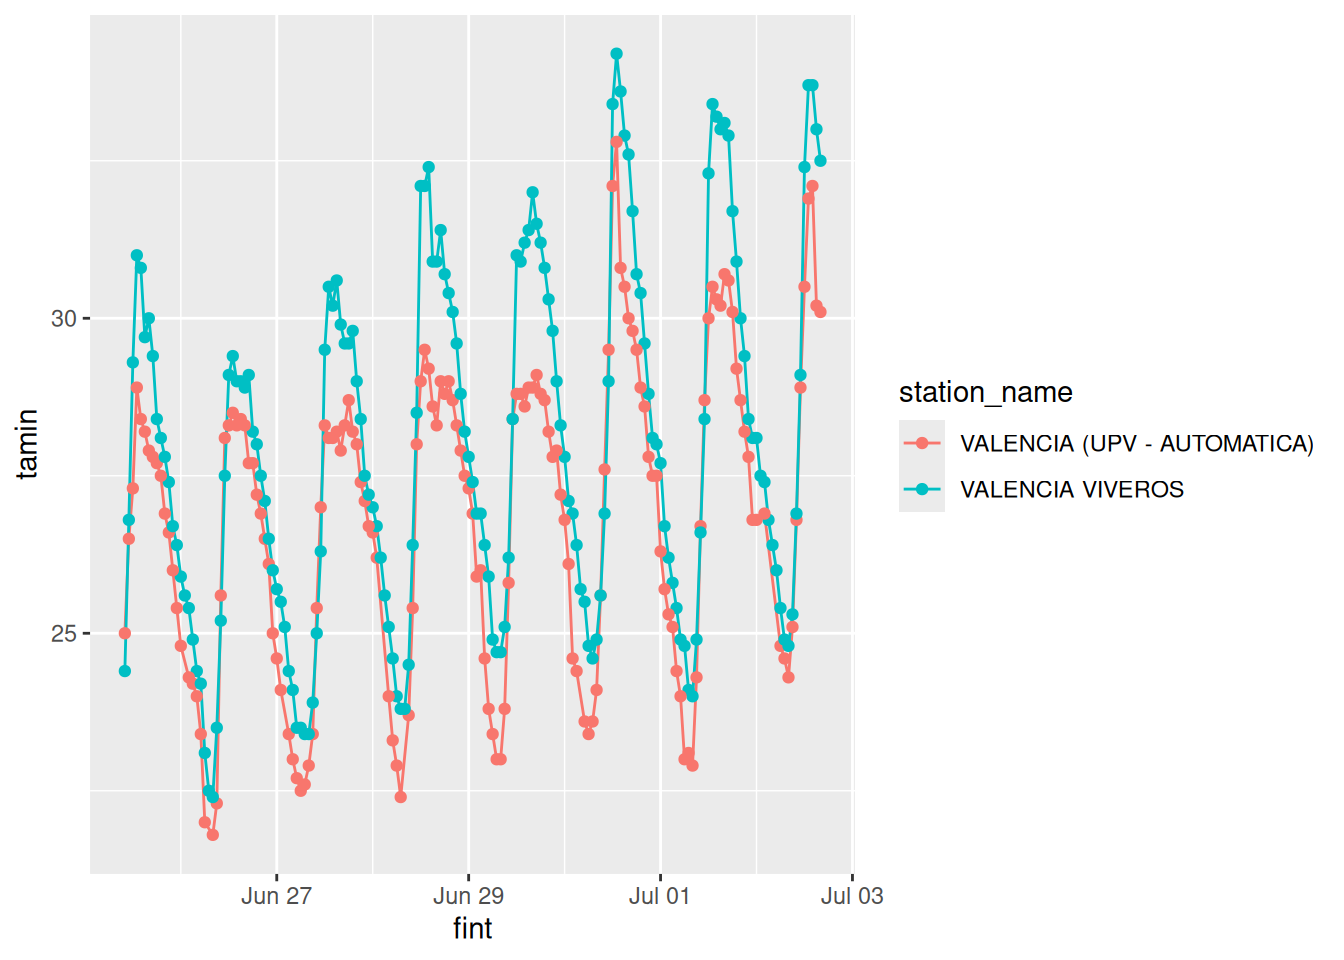 30
25
tamin
Jun 27
Jun 29
Jul 01
Jul 03
fint
station_name
VALENCIA (UPV - AUTOMATICA)
VALENCIA VIVEROS